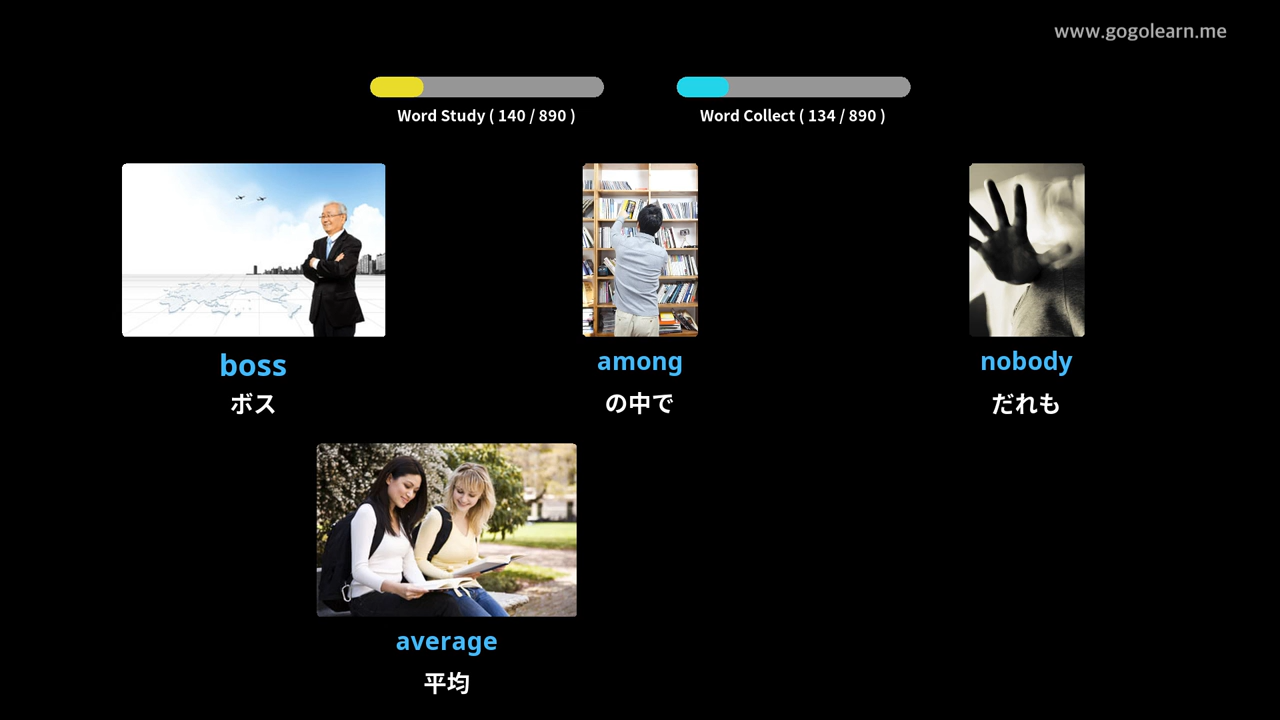 www.gogolearn.me
Word Study ( 140 / 890 )
Word Collect ( 134 / 890 )
boss
ボス
among
の中で
nobody
だれも
average
平均